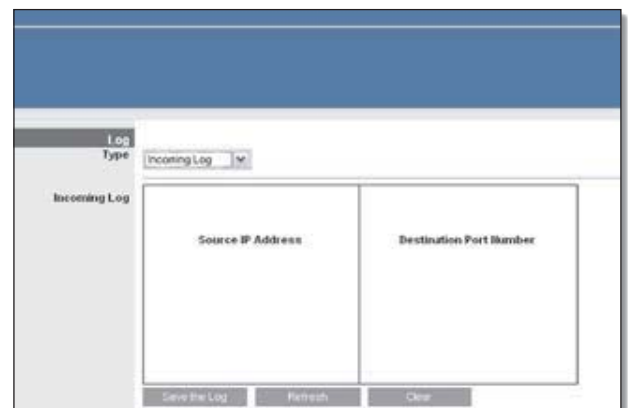 Log
Type
Incoming Log
Incoming Log
Source IP Address
Destination Port Number
Save the Log
Refresh
Clear